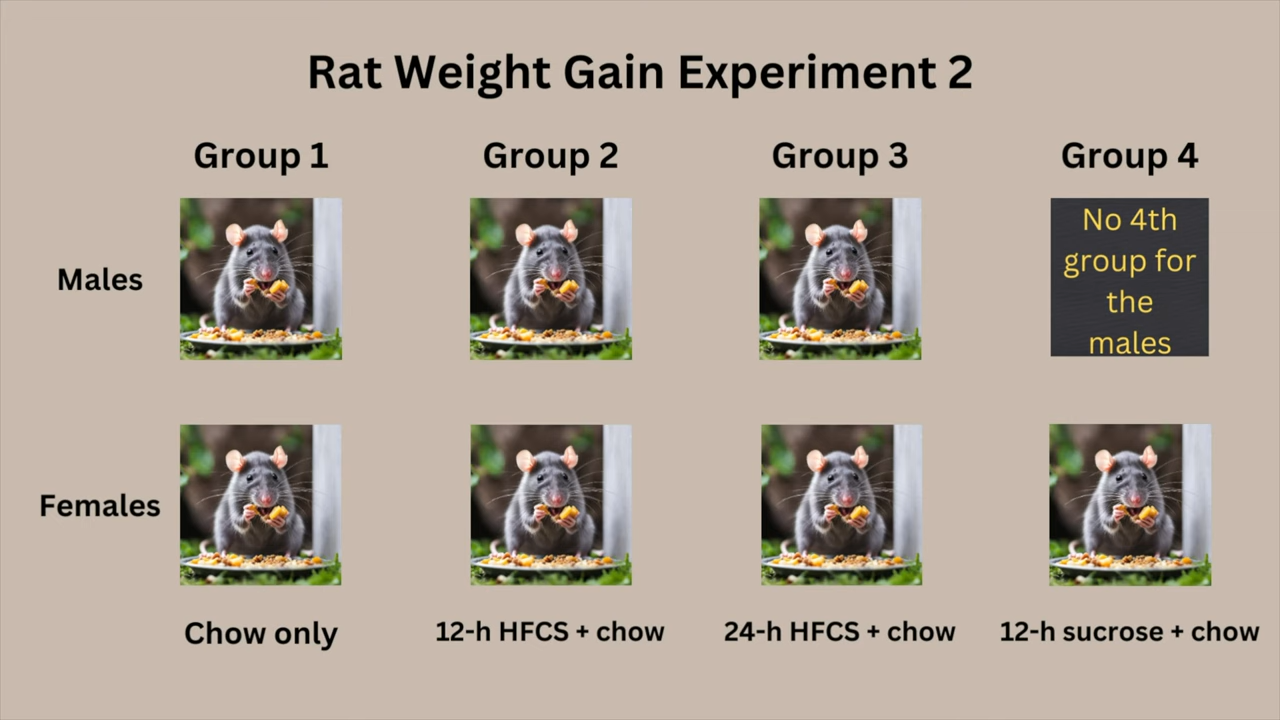 Rat Weight Gain Experiment 2
Group 1
Group 2
Group 3
Group 4
Males
No 4th
group for
the
males
Females
Chow only
12-h HFCS + chow
24-h HFCS + chow
12-h sucrose + chow